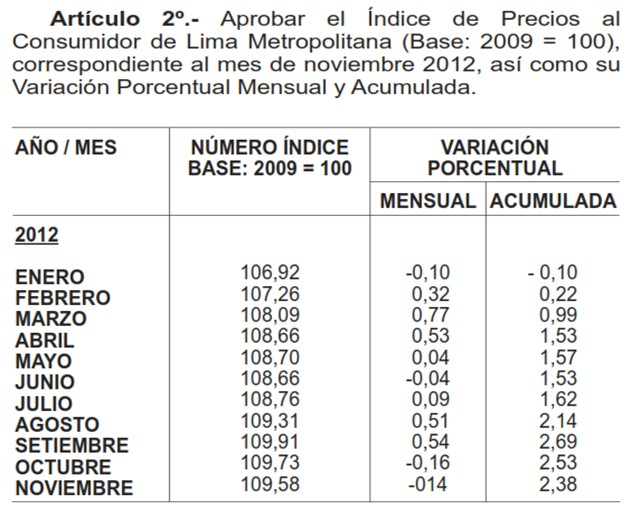 Artículo 2º.- Aprobar el Índice de Precios al
Consumidor de Lima Metropolitana (Base: 2009 = 100),
correspondiente al mes de noviembre 2012, así como su
Variación Porcentual Mensual y Acumulada.
AÑO / MES NÚMERO ÍNDICE VARIACIÓN
BASE: 2009 = 100 PORCENTUAL
MENSUAL ACUMULADA
2012
ENERO 106,92 -0,10 - 0,10
FEBRERO 107,26 0,32 0,22
MARZO 108,09 0,77 0,99
ABRIL 108,66 0,53 1,53
MAYO 108,70 0,04 1,57
JUNIO 108,66 -0,04 1,53
JULIO 108,76 0,09 1,62
AGOSTO 109,31 0,51 2,14
SETIEMBRE 109,91 0,54 2,69
OCTUBRE 109,73 -0,16 2,53
NOVIEMBRE 109,58 -014 2,38